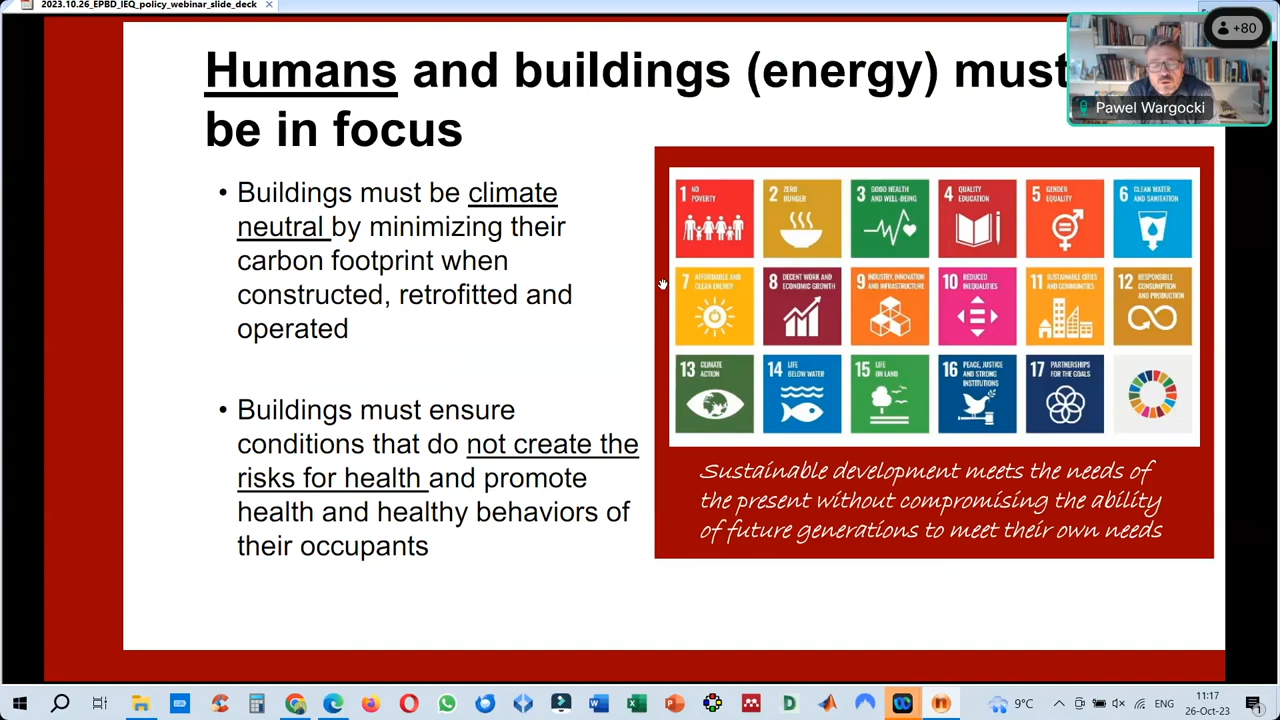 2023.10.26_EPBD_IEQ_policy_webinar_slide_deck
+80
Pawel Wargocki
Humans and buildings (energy) must
be in focus
• Buildings must be climate
neutral by minimizing their
carbon footprint when
constructed, retrofitted and
operated
• Buildings must ensure
conditions that do not create the
risks for health and promote
health and healthy behaviors of
their occupants
1 NO
POVERTY
2 ZERO
HUNGER
3 GOOD HEALTH
AND WELL-BEING
4 QUALITY
EDUCATION
5 GENDER
EQUALITY
6 CLEAN WATER
AND SANITATION
7 AFFORDABLE AND
CLEAN ENERGY
8 DECENT WORK AND
ECONOMIC GROWTH
9 INDUSTRY, INNOVATION
AND INFRASTRUCTURE
10 REDUCED
INEQUALITIES
11 SUSTAINABLE CITIES
AND COMMUNITIES
12 RESPONSIBLE
CONSUMPTION
AND PRODUCTION
13 CLIMATE
ACTION
14 LIFE
BELOW WATER
15 LIFE
ON LAND
16 PEACE, JUSTICE
AND STRONG
INSTITUTIONS
17 PARTNERSHIPS
FOR THE GOALS
Sustainable development meets the needs of
the present without compromising the ability
of future generations to meet their own needs
9°C
ENG
11:17
26-Oct-23
1